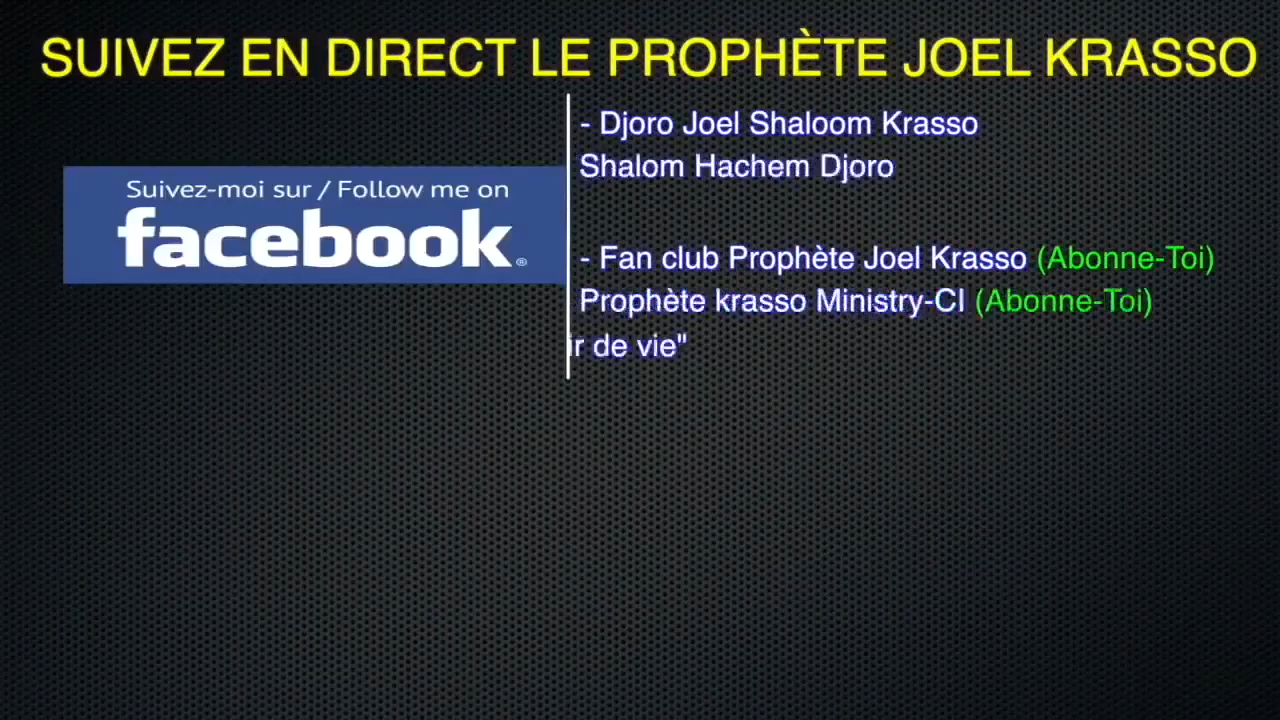 SUIVEZ EN DIRECT LE PROPHÈTE JOEL KRASSO
Suivez-moi sur / Follow me on
facebook®
- Djoro Joel Shaloom Krasso
Shalom Hachem Djoro
- Fan club Prophète Joel Krasso (Abonne-Toi)
Prophète krasso Ministry-CI (Abonne-Toi)
ir de vie"